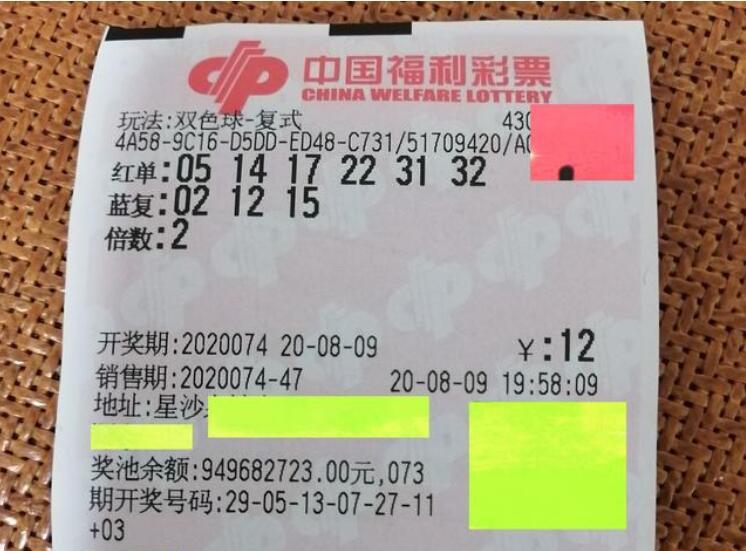 中国福利彩票
CHINA WELFARE LOTTERY
玩法:双色球-复式 430
4A58-9C16-D5DD-ED48-C731/51709420/A
红单:05 14 17 22 31 32
蓝复:02 12 15
倍数:2
开奖期:2020074 20-08-09 ¥:12
销售期:2020074-47 20-08-09 19:58:09
地址:星沙
奖池余额:949682723.00元,073
期开奖号码:29-05-13-07-27-11
+03